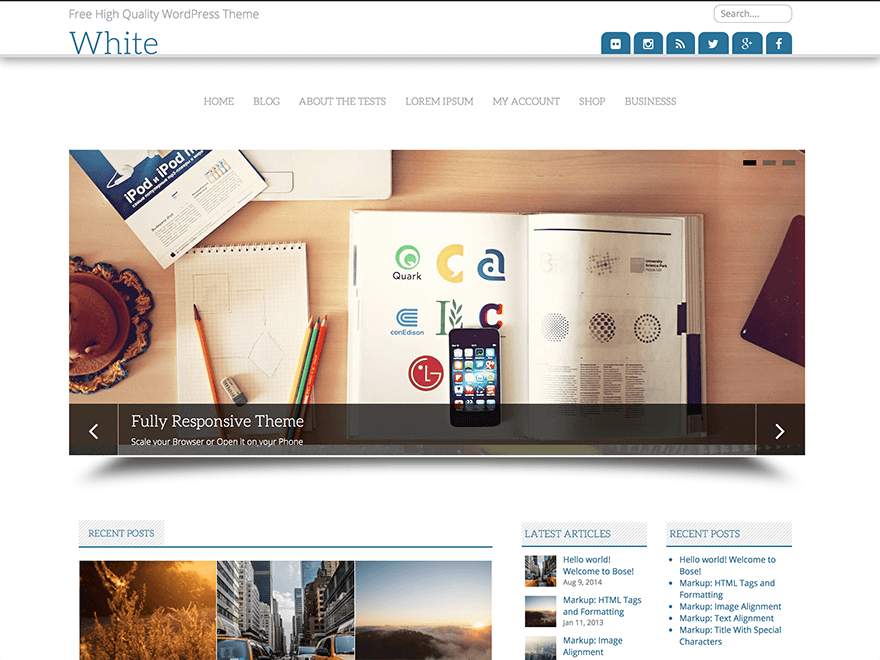 Free High Quality WordPress Theme
Search....
White
HOME BLOG ABOUT THE TESTS LOREM IPSUM MY ACCOUNT SHOP BUSINESSS
iPod и iPod
Quark
University
Science Park
conEdison
LG
Fully Responsive Theme
Scale your Browser or Open it on your Phone
RECENT POSTS
LATEST ARTICLES
Hello world!
Welcome to Bose!
Aug 9, 2014
Markup: HTML Tags
and Formatting
Jan 11, 2013
Markup: Image
Alignment
RECENT POSTS
Hello world! Welcome to
Bose!
Markup: HTML Tags and
Formatting
Markup: Image Alignment
Markup: Text Alignment
Markup: Title With Special
Characters